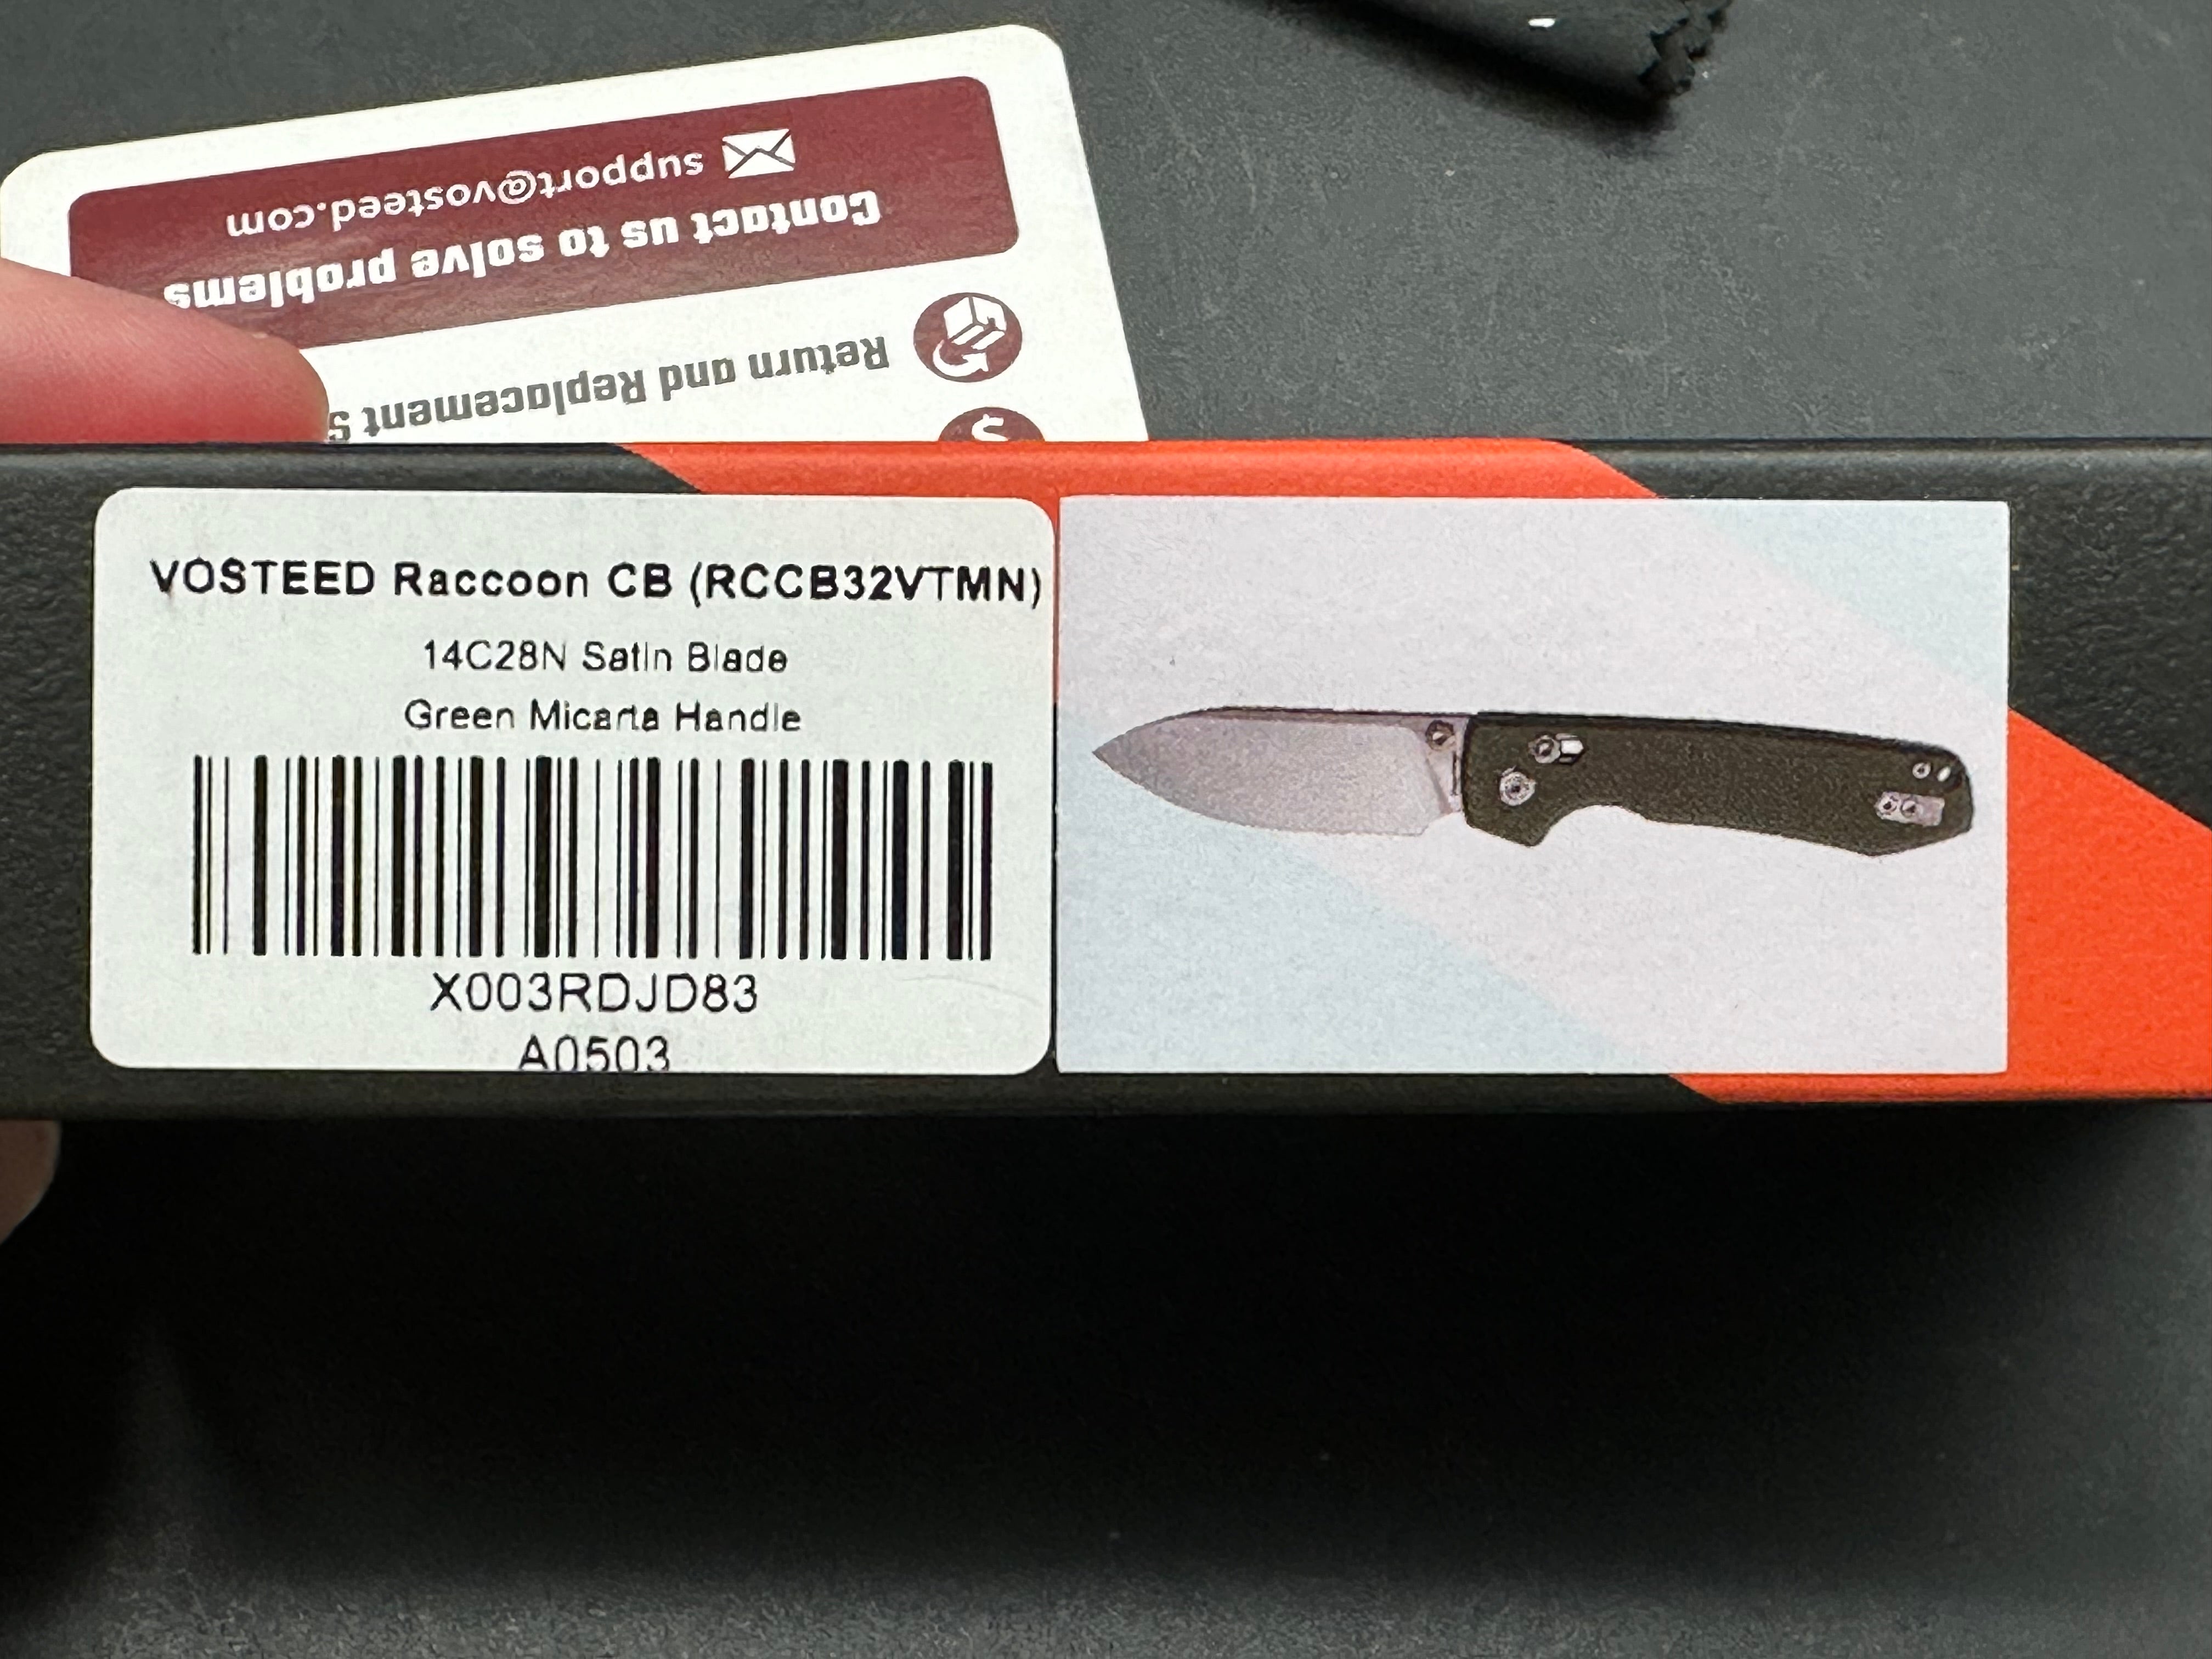 support@vosteed.com
Contact us to solve problems
Return and Replacement S
$
VOSTEED Raccoon CB (RCCB32VTMN)
14C28N Satin Blade
Green Micarta Handle
X003RDJD83
A0503